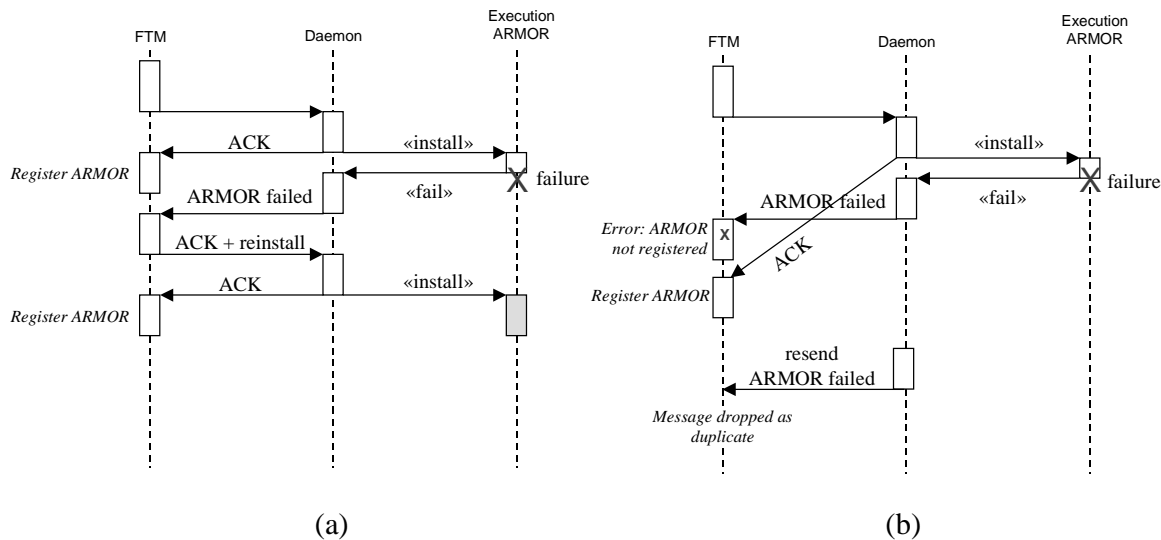 Execution
ARMOR
FTM
Daemon
ACK
«install»
Register ARMOR
X
failure
«fail»
ARMOR failed
ACK + reinstall
ACK
«install»
Register ARMOR
(a)
Execution
ARMOR
FTM
Daemon
«install»
X
failure
«fail»
ARMOR failed
Error: ARMOR
not registered
x
ACK
Register ARMOR
resend
ARMOR failed
Message dropped as
duplicate
(b)